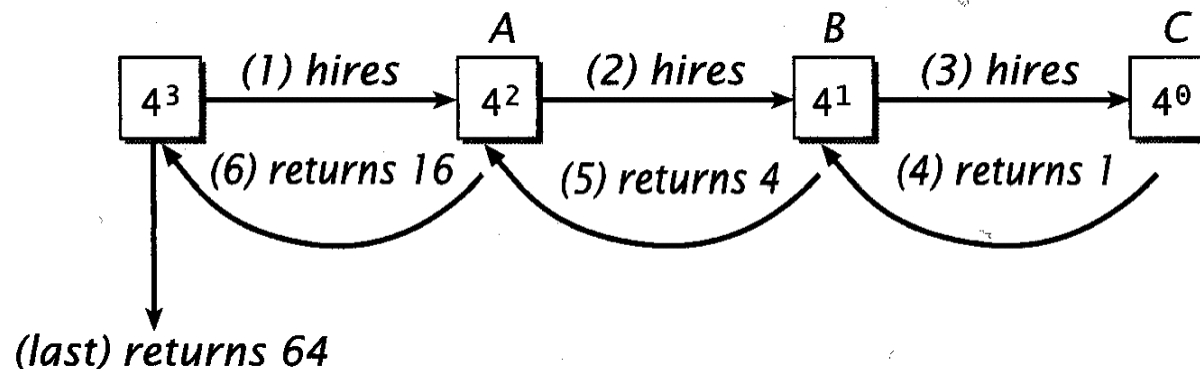 A B C
(1) hires (2) hires (3) hires
4³ 4² 4¹ 4⁰
(6) returns 16 (5) returns 4 (4) returns 1
(last) returns 64